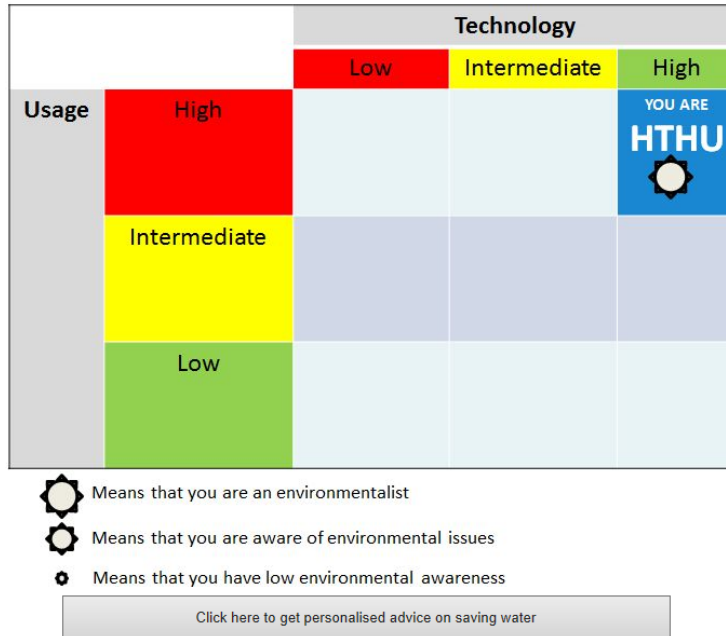 Technology
Low Intermediate High
Usage High YOU ARE
HTHU
Intermediate
Low
Means that you are an environmentalist
Means that you are aware of environmental issues
Means that you have low environmental awareness
Click here to get personalised advice on saving water